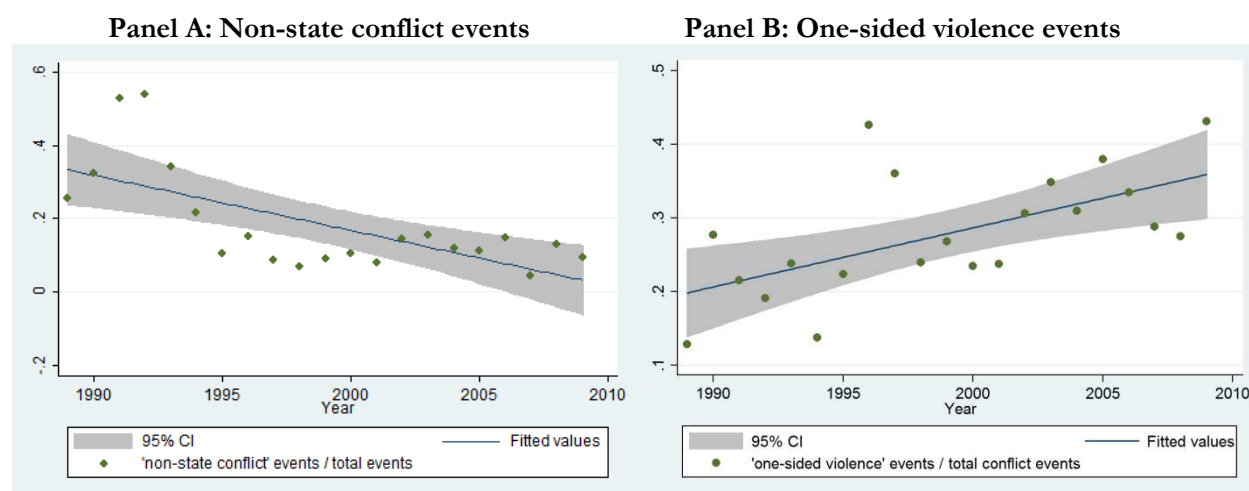 Panel A: Non-state conflict events
.6
.4
.2
0
-.2
1990 1995 2000 2005 2010
Year
95% CI Fitted values
'non-state conflict' events / total events
Panel B: One-sided violence events
.5
.4
.3
.2
.1
1990 1995 2000 2005 2010
Year
95% CI Fitted values
'one-sided violence' events / total conflict events